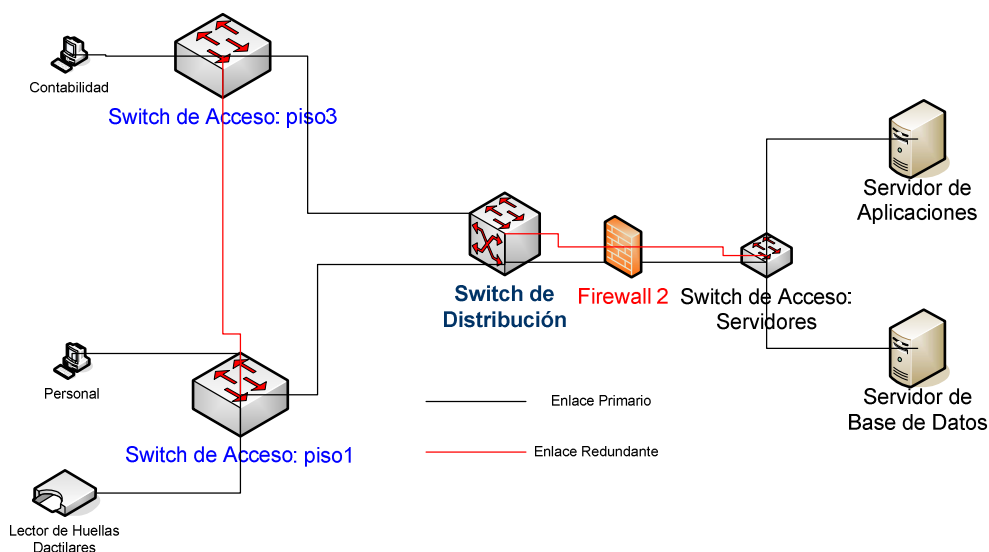 Contabilidad
Switch de Acceso: piso3
Servidor de
Aplicaciones
Switch de
Distribución
Firewall 2
Switch de Acceso:
Servidores
Personal
Enlace Primario
Servidor de
Base de Datos
Switch de Acceso: piso1
Enlace Redundante
Lector de Huellas
Dactilares